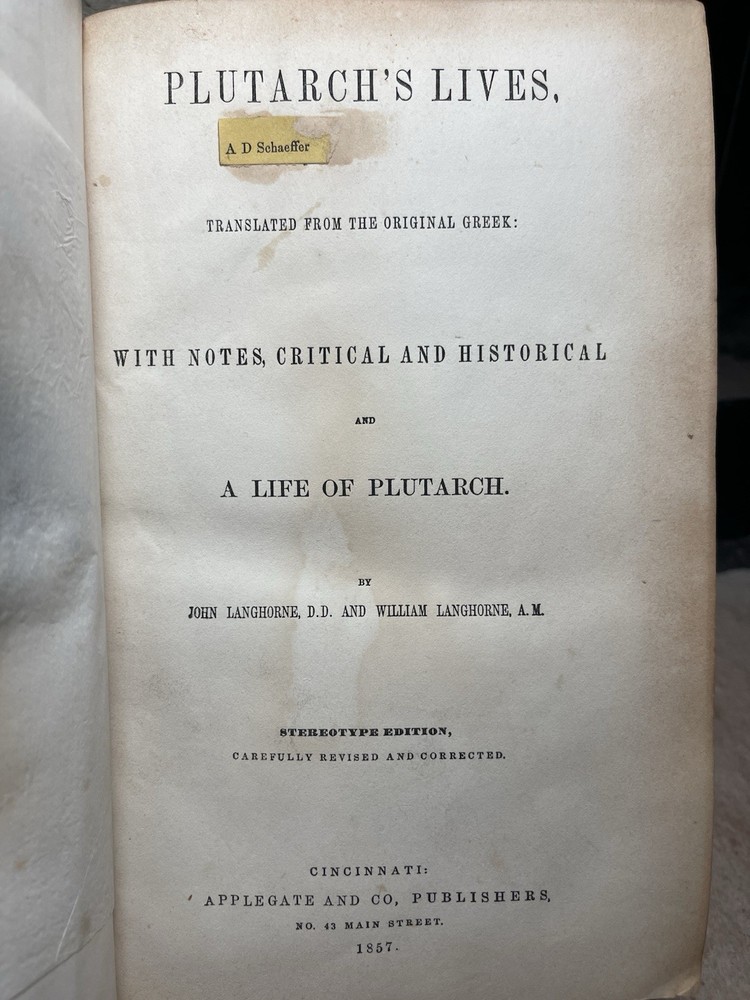 PLUTARCH'S LIVES,
A D Schaeffer
TRANSLATED FROM THE ORIGINAL GREEK:
WITH NOTES, CRITICAL AND HISTORICAL
AND
A LIFE OF PLUTARCH.
BY
JOHN LANGHORNE, D.D. AND WILLIAM LANGHORNE, A.M.
STEREOTYPE EDITION,
CAREFULLY REVISED AND CORRECTED.
CINCINNATI:
APPLEGATE AND CO, PUBLISHERS,
NO. 43 MAIN STREET.
1857.